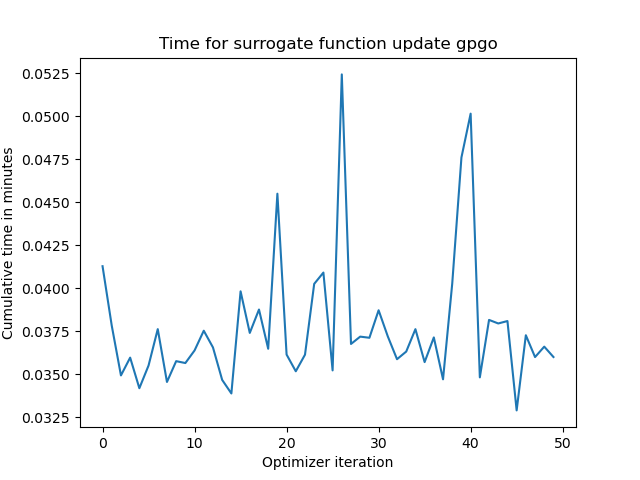 Time for surrogate function update gpgo
Cumulative time in minutes
0.0525
0.0500
0.0475
0.0450
0.0425
0.0400
0.0375
0.0350
0.0325
0 10 20 30 40 50
Optimizer iteration